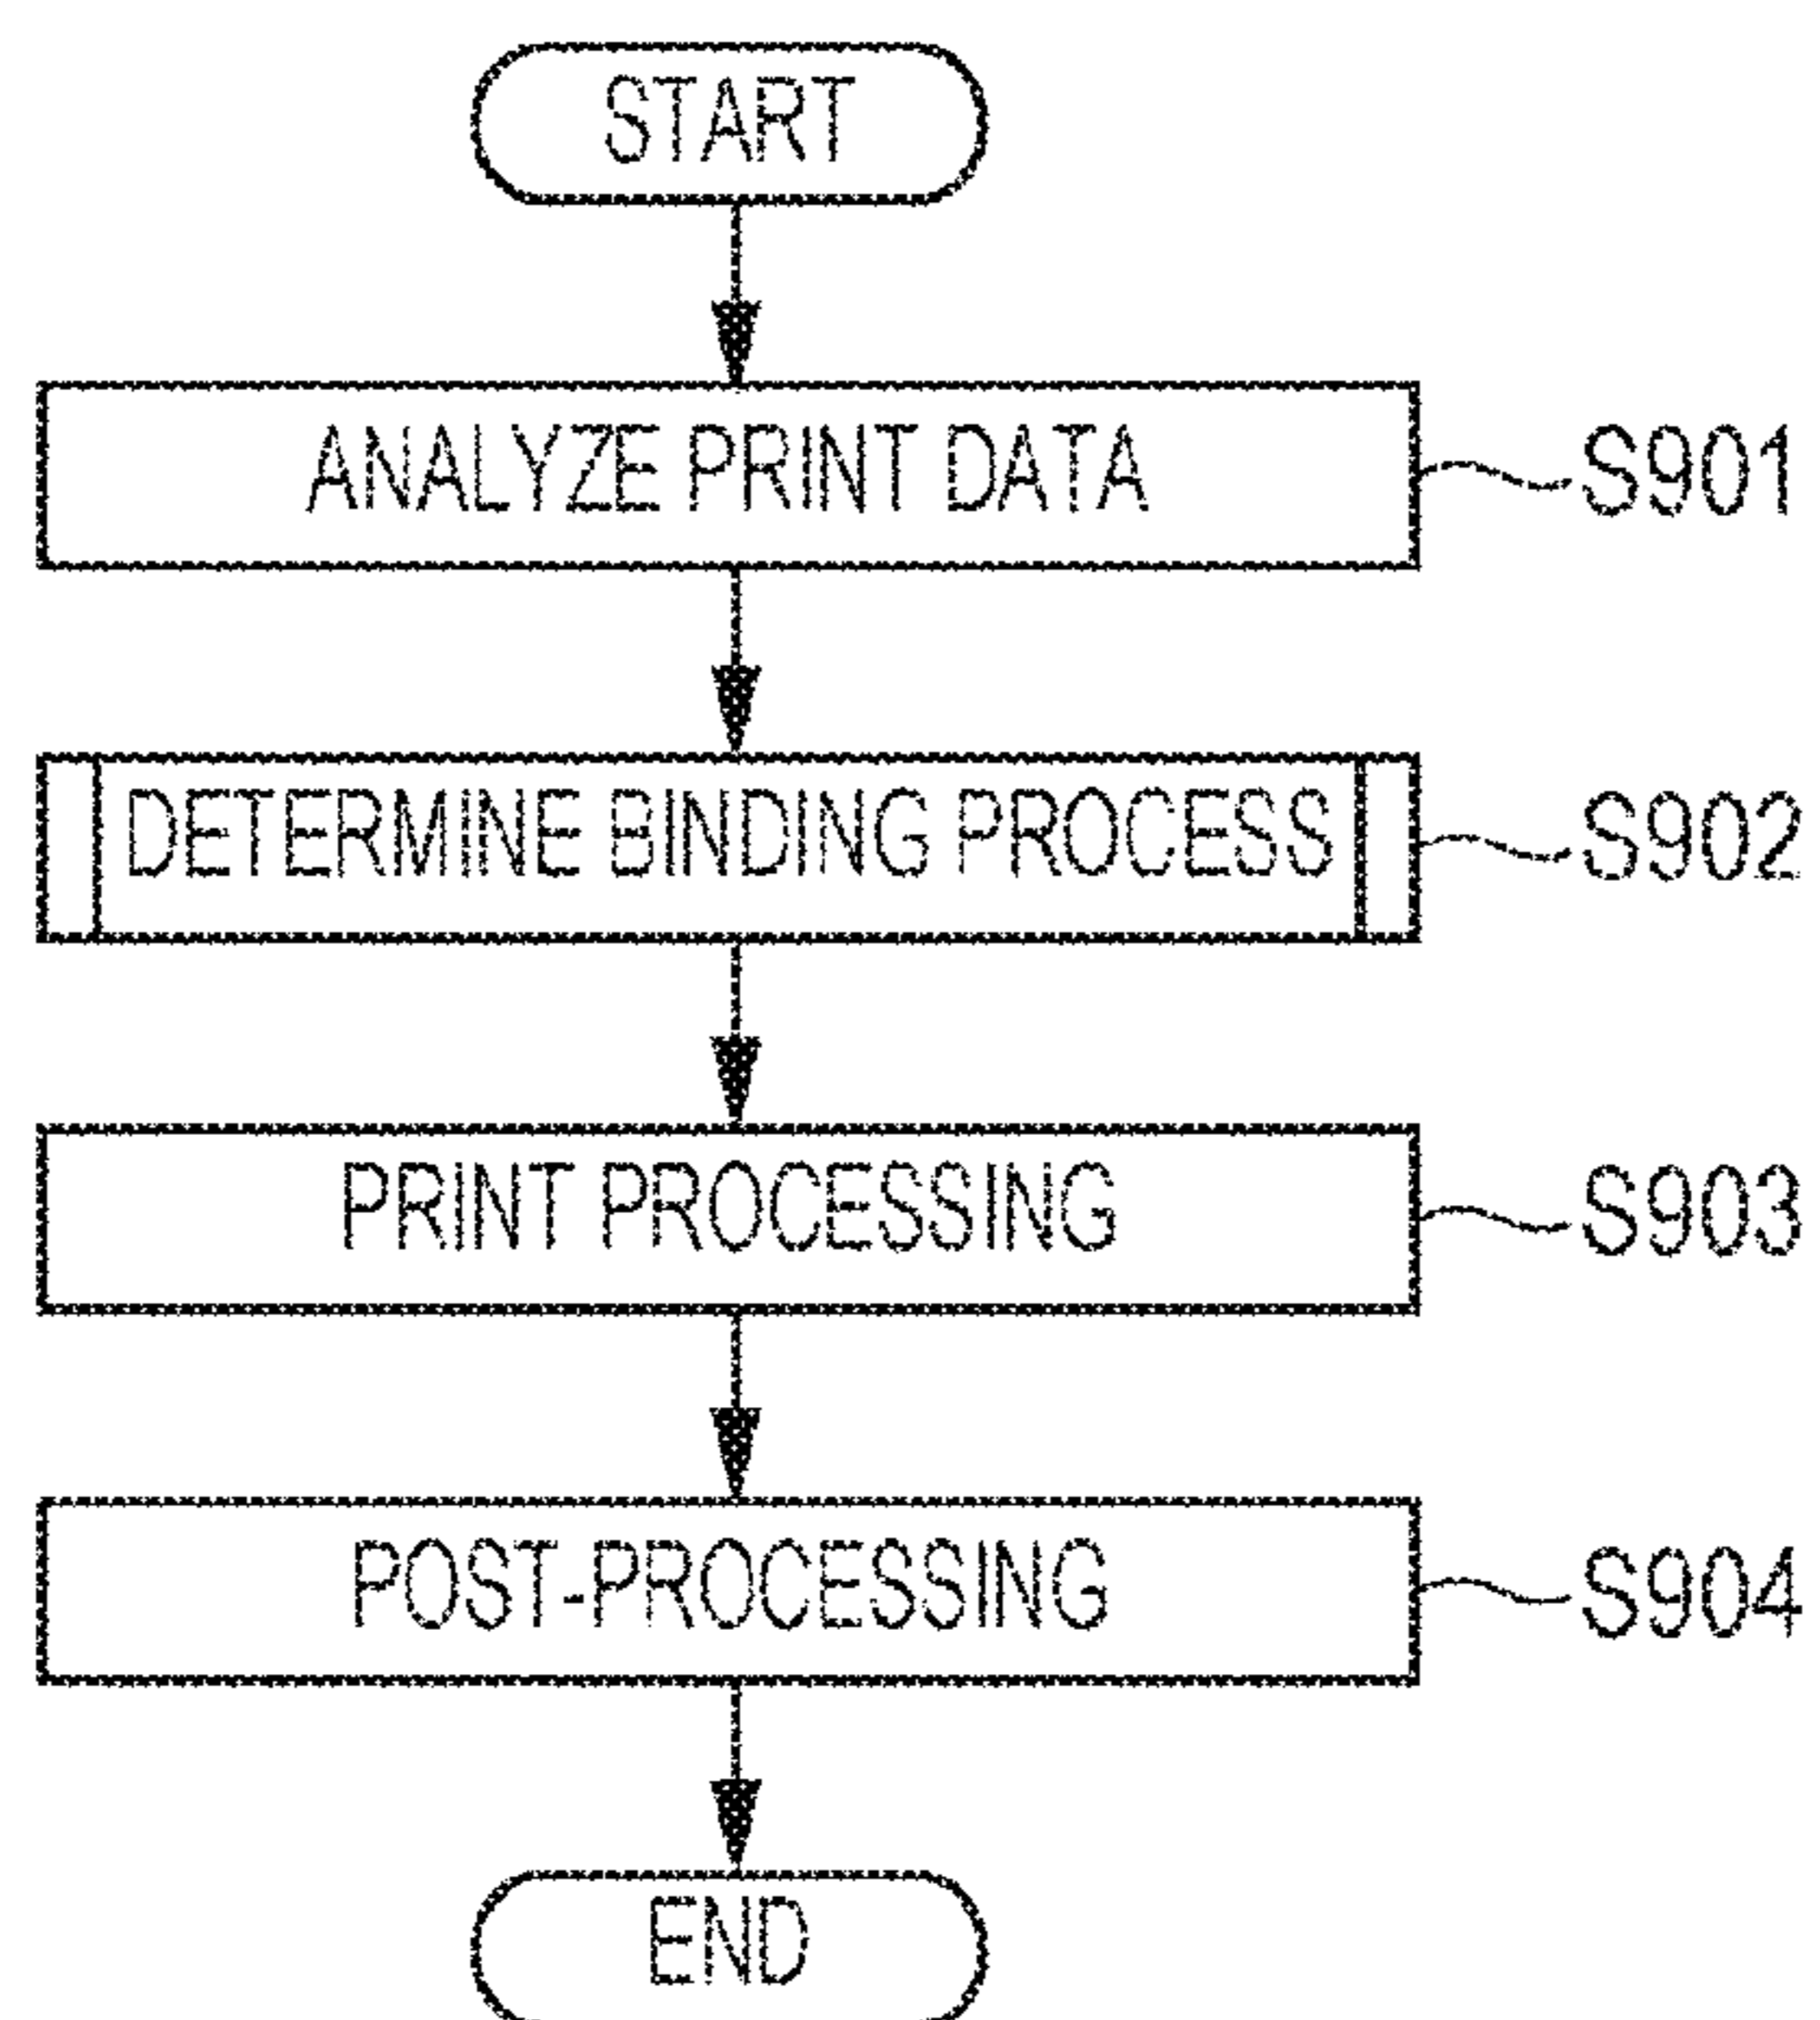 START
ANALYZE PRINT DATA
S901
DETERMINE BINDING PROCESS
S902
PRINT PROCESSING
S903
POST-PROCESSING
S904
END